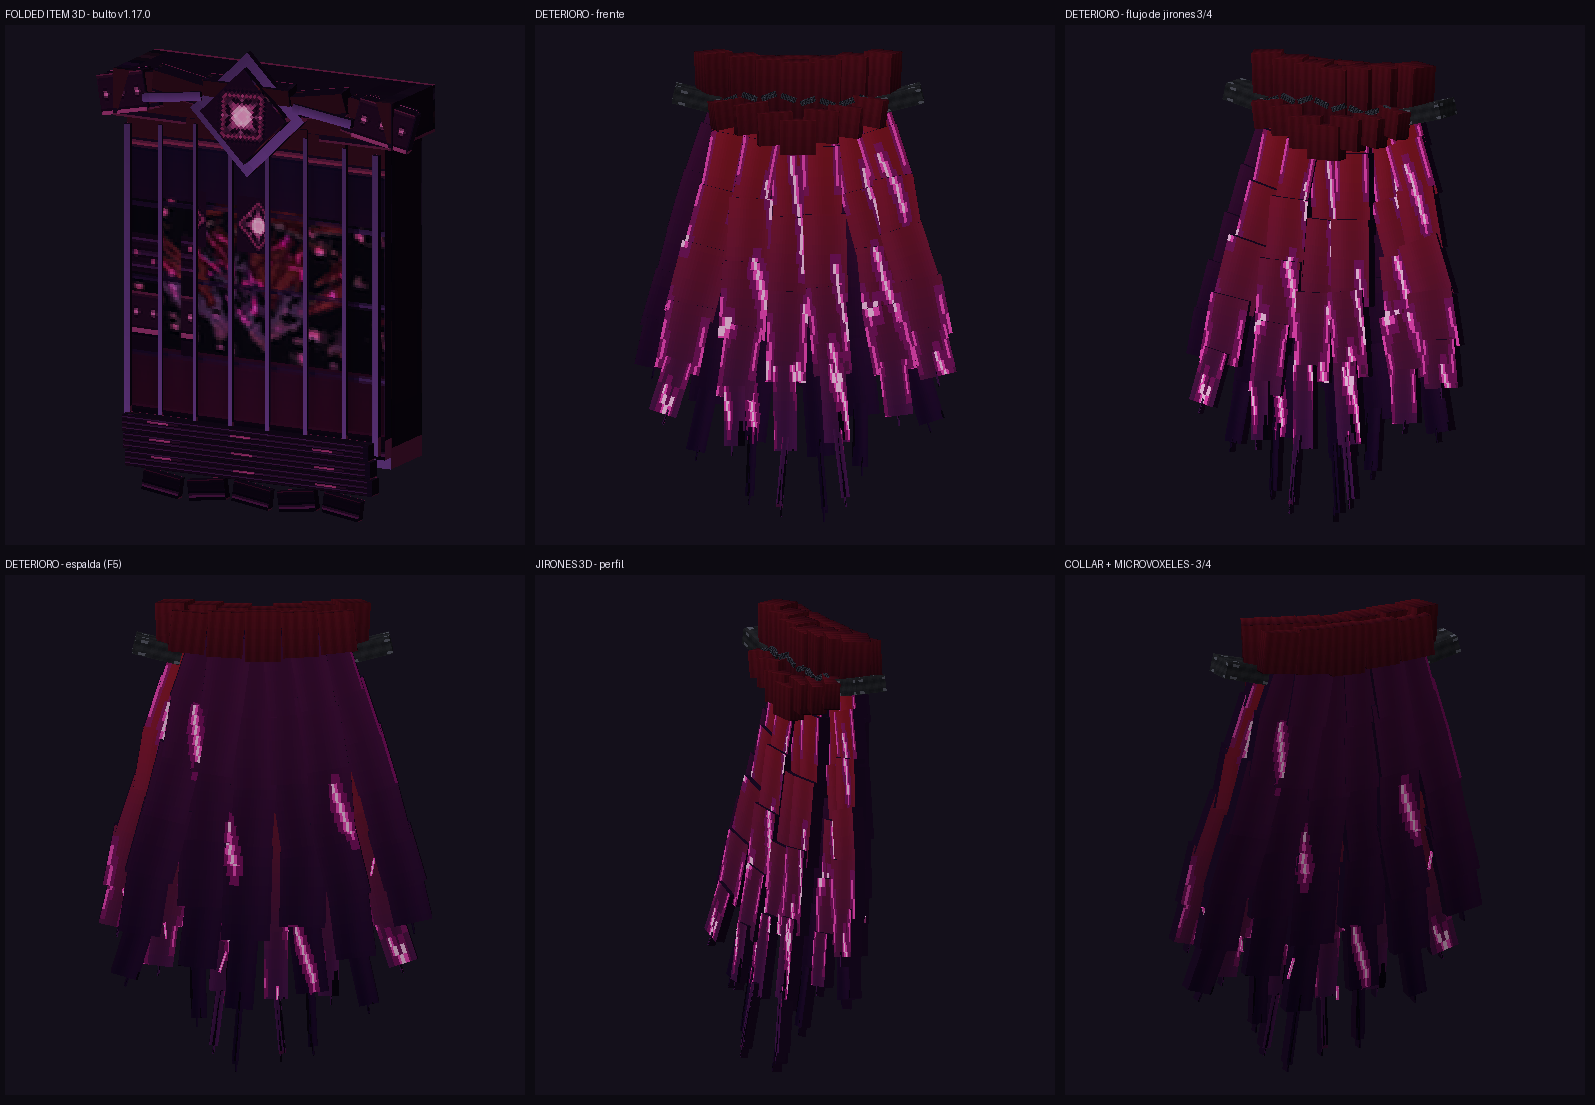 FOLDED ITEM 3D - bulto v1.17.0
DETERIORO - frente
DETERIORO - flujo de jirones 3/4
DETERIORO - espalda (F5)
JIRONES 3D - perfil
COLLAR + MICROVOXELES - 3/4